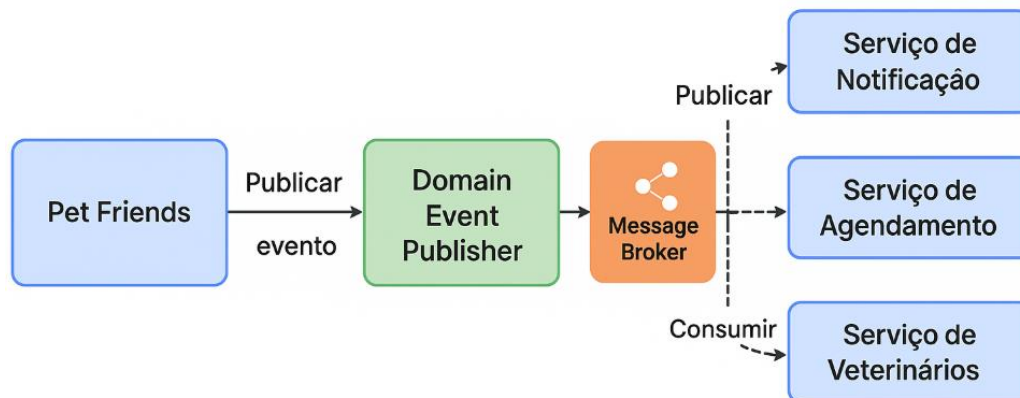 Pet Friends
Publicar
evento
Domain
Event
Publisher
Message
Broker
Publicar
Consumir
Serviço de
Notificação
Serviço de
Agendamento
Serviço de
Veterinários